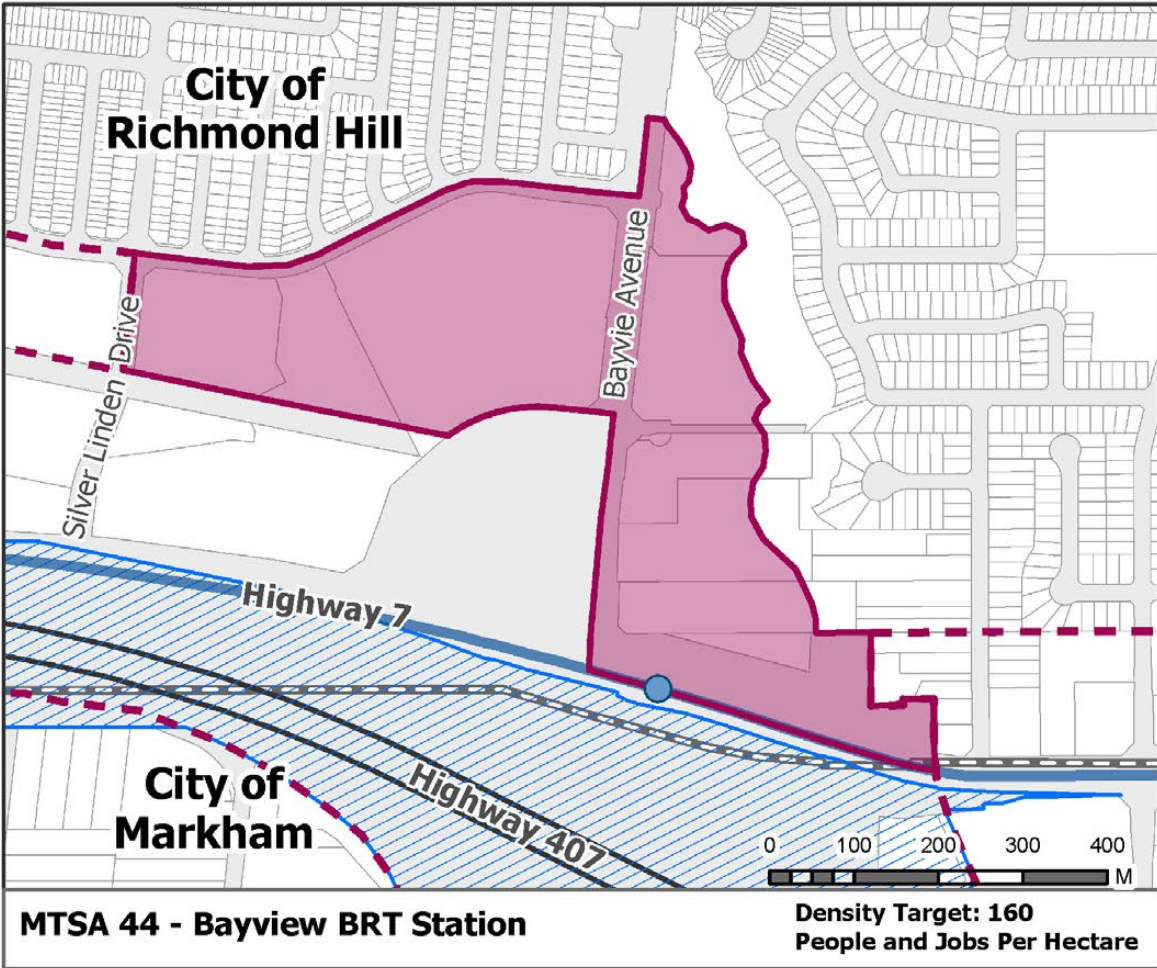 City of
Richmond Hill
Bayvie Avenue
Silver Linden Drive
Highway 7
City of
Markham
Highway 407
0 100 200 300 400
M
MTSA 44 - Bayview BRT Station
Density Target: 160
People and Jobs Per Hectare